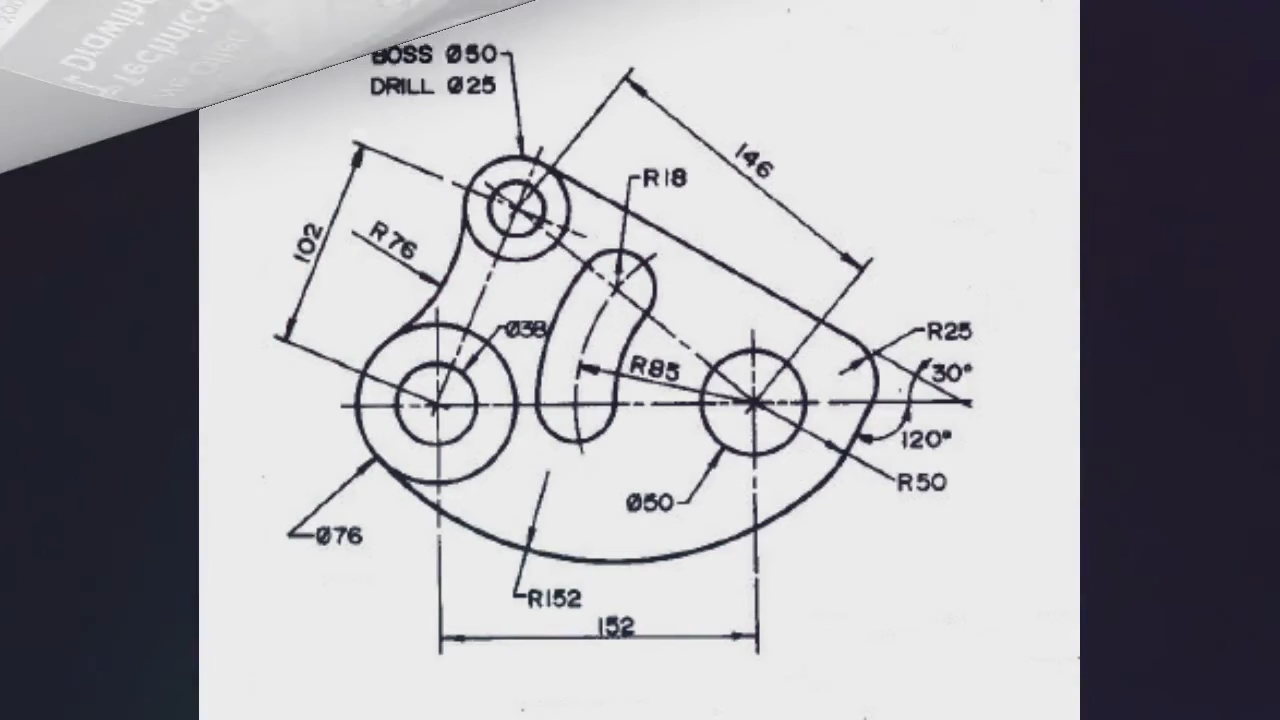 BOSS Ø50
DRILL Ø25
146
R18
102
R76
Ø38
R85
R25
30°
120°
R50
Ø50
Ø76
R152
152